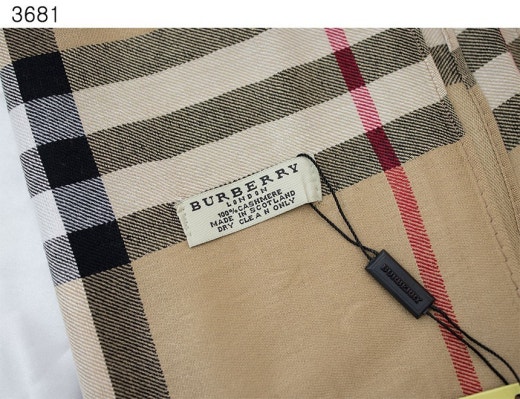 3681
BURBERRY
LONDON
100% CASHMERE
MADE IN SCOTLAND
DRY CLEAN ONLY
BURBERRY